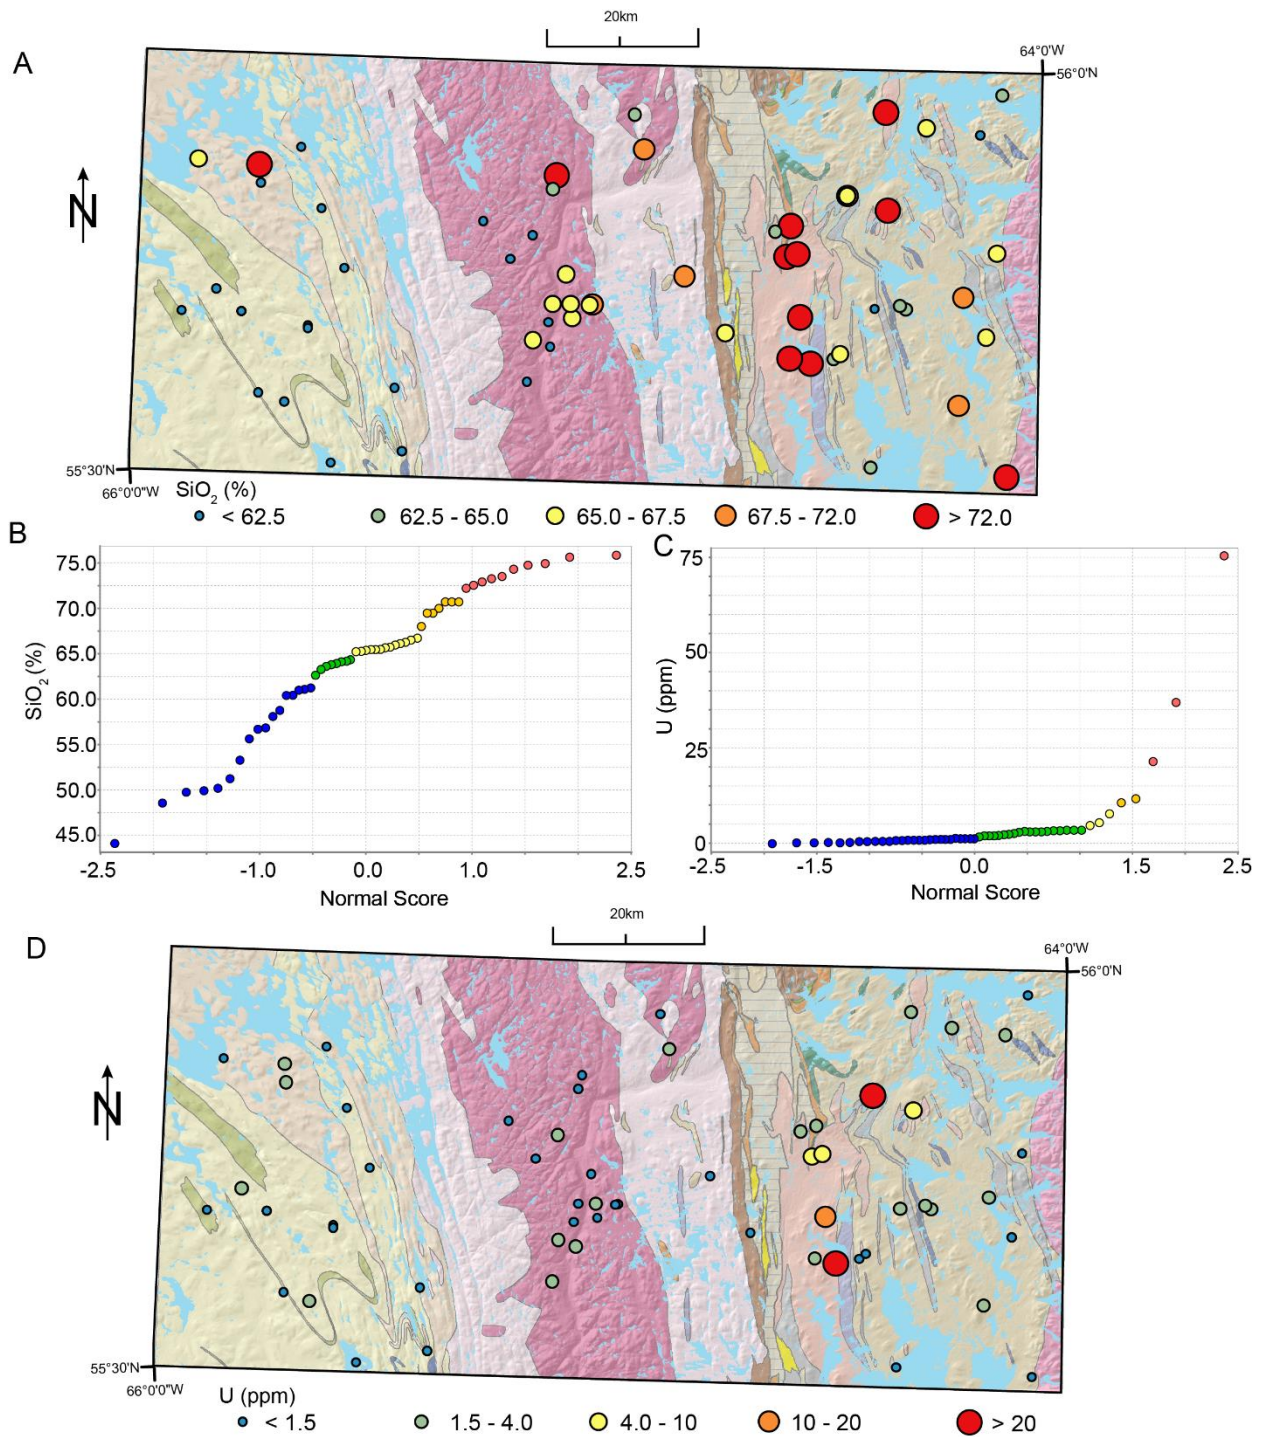 20km
A
64°0'W
56°0'N
N
55°30'N
66°0'0"W
SiO2 (%)
< 62.5
62.5 - 65.0
65.0 - 67.5
67.5 - 72.0
> 72.0
B
75.0
70.0
65.0
60.0
55.0
50.0
45.0
SiO2 (%)
-2.5
-1.0
0.0
1.0
2.5
Normal Score
C
75
50
25
0
U (ppm)
-2.5
-1.5
0.0
1.5
2.5
Normal Score
20km
D
64°0'W
56°0'N
N
55°30'N
66°0'0"W
U (ppm)
< 1.5
1.5 - 4.0
4.0 - 10
10 - 20
> 20